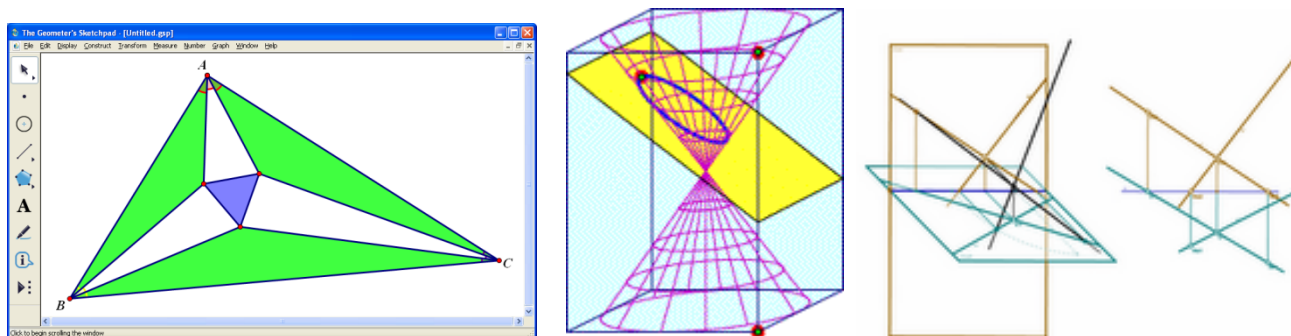 The Geometer's Sketchpad - [Untitled.gsp]
File Edit Display Construct Transform Measure Number Graph Window Help
A
A
C
B
Click to begin scrolling the window